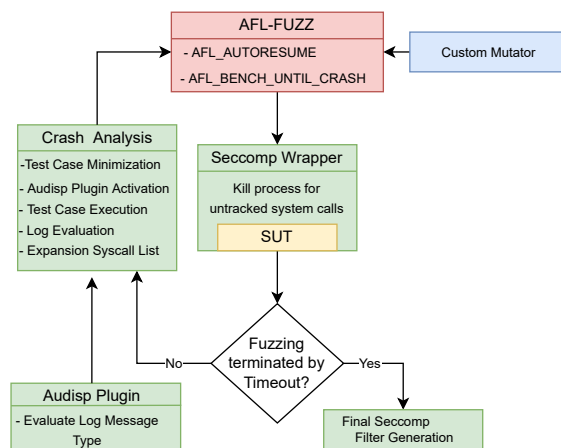 AFL-FUZZ
- AFL_AUTORESUME
- AFL_BENCH_UNTIL_CRASH
Custom Mutator
Crash Analysis
-Test Case Minimization
- Audisp Plugin Activation
- Test Case Execution
- Log Evaluation
- Expansion Syscall List
Seccomp Wrapper
Kill process for
untracked system calls
SUT
Fuzzing
terminated by
Timeout?
No
Yes
Audisp Plugin
- Evaluate Log Message
Type
Final Seccomp
Filter Generation